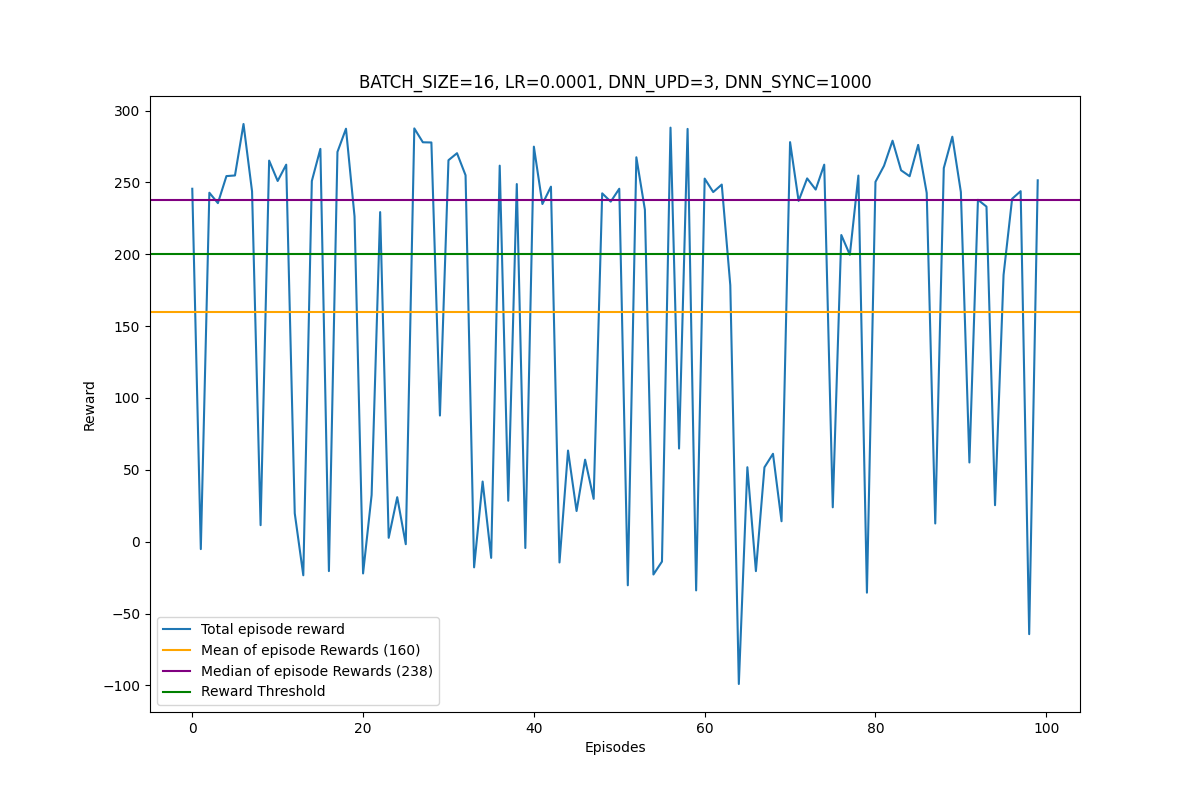 BATCH_SIZE=16, LR=0.0001, DNN_UPD=3, DNN_SYNC=1000
300
250
200
150
100
50
0
−50
−100
Reward
Total episode reward
Mean of episode Rewards (160)
Median of episode Rewards (238)
Reward Threshold
0 20 40 60 80 100
Episodes